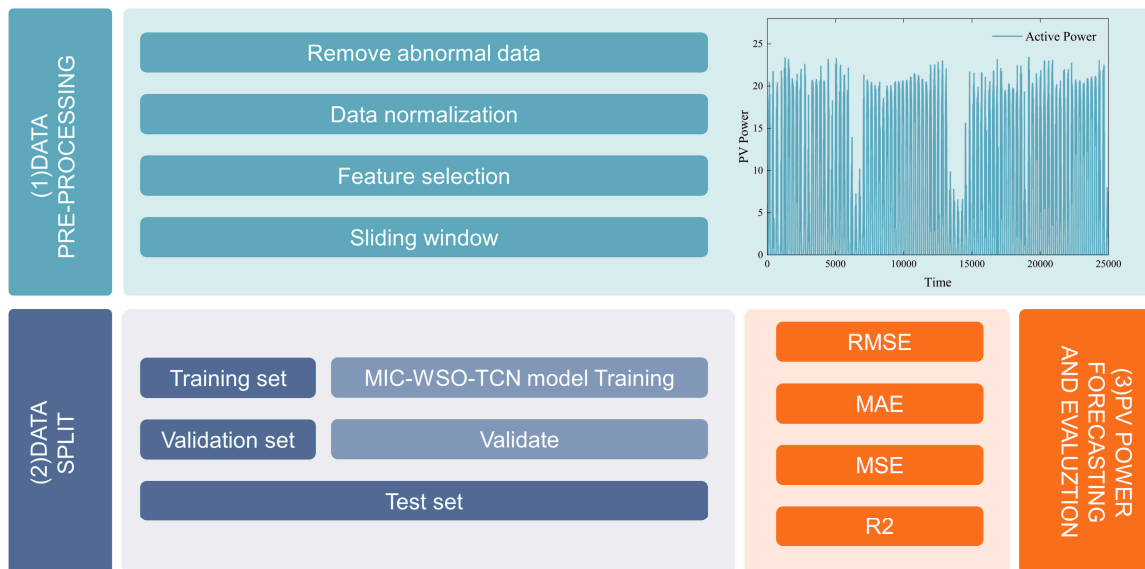 (1)DATA
PRE-PROCESSING
Remove abnormal data
Data normalization
Feature selection
Sliding window
Active Power
PV Power
25
20
15
10
5
0
0 5000 10000 15000 20000 25000
Time
(2)DATA
SPLIT
Training set
MIC-WSO-TCN model Training
Validation set
Validate
Test set
RMSE
MAE
MSE
R2
(3)PV POWER
FORECASTING
AND EVALUZTION